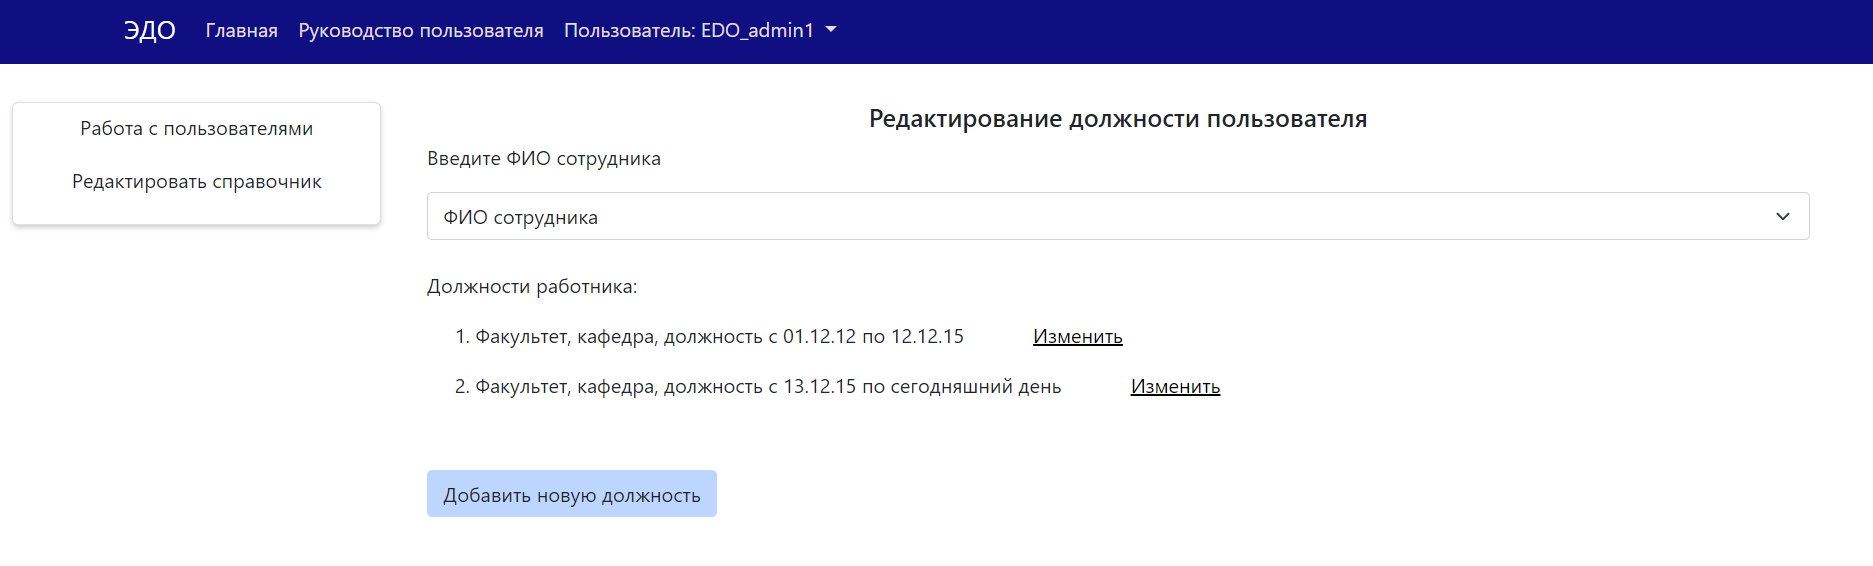 ЭДО Главная Руководство пользователя Пользователь: EDO_admin1
Работа с пользователями
Редактировать справочник
Редактирование должности пользователя
Введите ФИО сотрудника
ФИО сотрудника
Должности работника:
1. Факультет, кафедра, должность с 01.12.12 по 12.12.15 Изменить
2. Факультет, кафедра, должность с 13.12.15 по сегодняшний день Изменить
Добавить новую должность